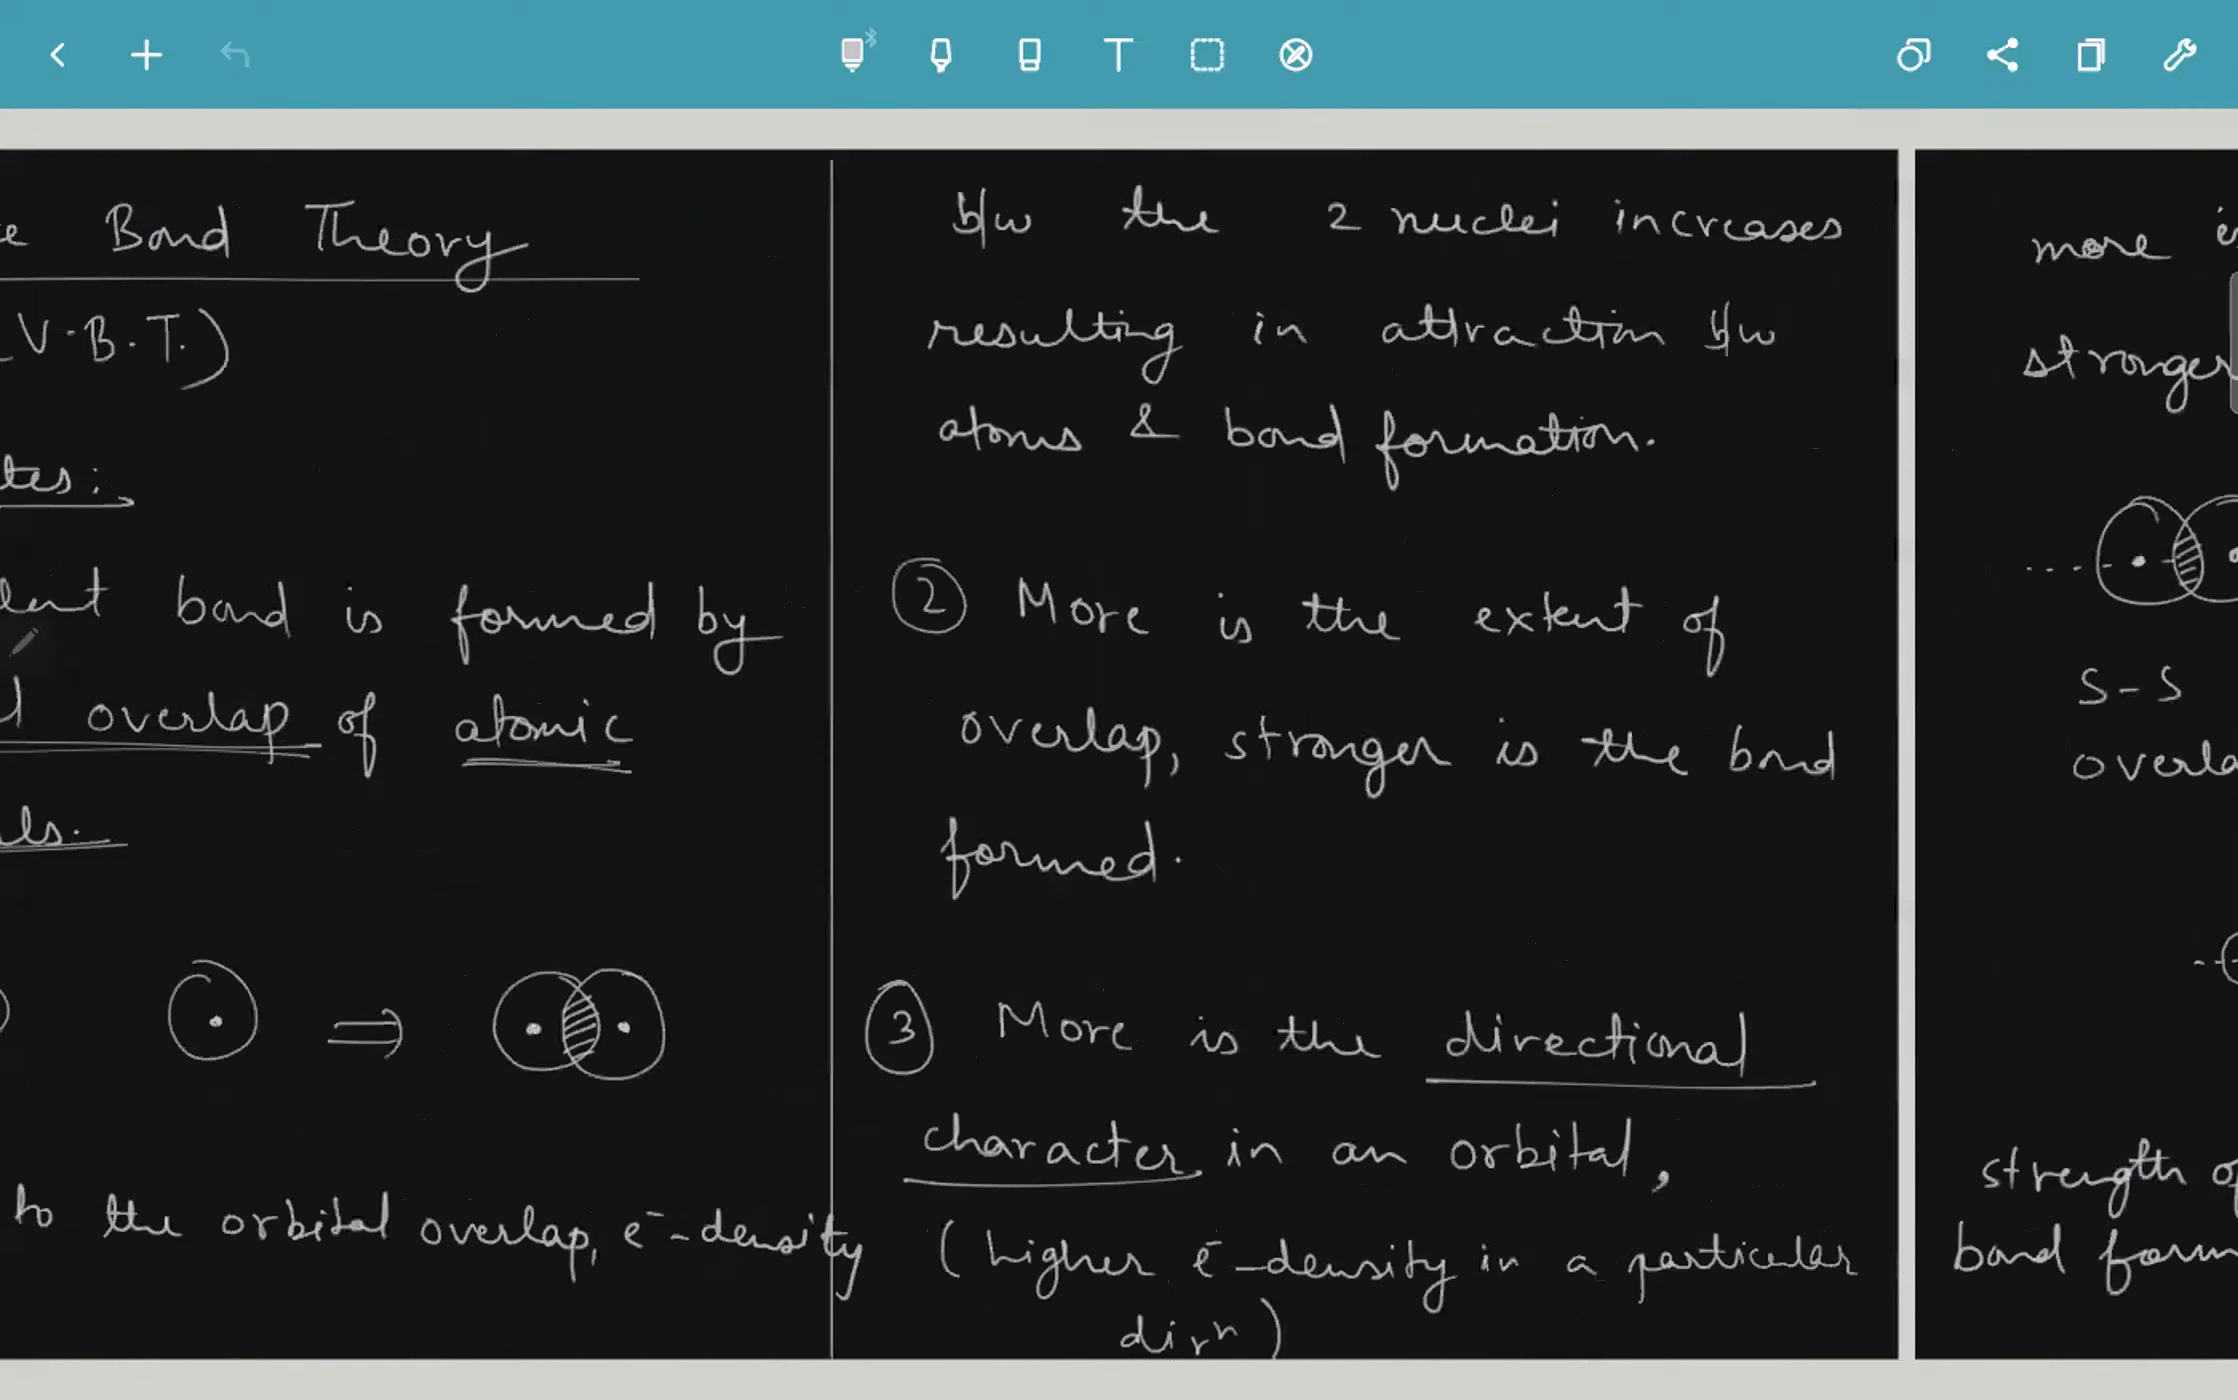 Bond Theory
V.B.T.)
tes:
lent bond is formed by
overlap of atomic
ls.
to the orbital overlap, e⁻-density
b/w the 2 nuclei increases
resulting in attraction b/w
atoms & bond formation.
② More is the extent of
overlap, stronger is the bond
formed.
③ More is the directional
character in an orbital,
(higher e⁻-density in a particular
dirⁿ)
more
stronger
S-S
overla
strength of
bond form